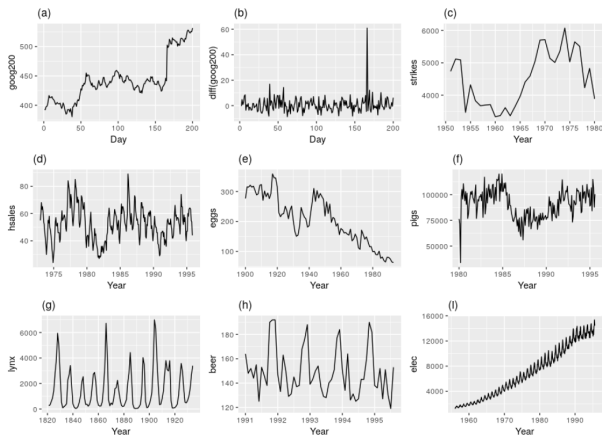 (a)
goog200
500
450
400
0
50
100
150
200
Day
(b)
diff(goog200)
60
40
20
0
0
50
100
150
200
Day
(c)
strikes
6000
5000
4000
1951
1955
1960
1965
1970
1975
1980
Year
(d)
hsales
80
60
40
1975
1980
1985
1990
1995
Year
(e)
eggs
300
200
100
1900
1920
1940
1960
1980
Year
(f)
pigs
100000
75000
50000
1980
1985
1990
1995
Year
(g)
lynx
6000
4000
2000
0
1820
1840
1860
1880
1900
1920
Year
(h)
beer
180
160
140
120
1991
1992
1993
1994
1995
Year
(I)
elec
16000
12000
8000
4000
1960
1970
1980
1990
Year